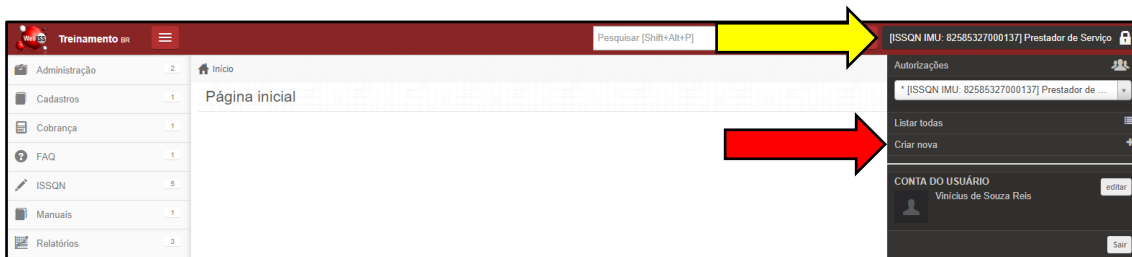 Web ISS
Treinamento BR
Pesquisar [Shift+Alt+P]
[ISSQN IMU: 82585327000137] Prestador de Serviço
Administração 2
Cadastros 1
Cobrança 1
FAQ 1
ISSQN 5
Manuais 1
Relatórios 3
Início
Página inicial
Autorizações
* [ISSQN IMU: 82585327000137] Prestador de ...
Listar todas
Criar nova
CONTA DO USUÁRIO
editar
Vinícius de Souza Reis
Sair